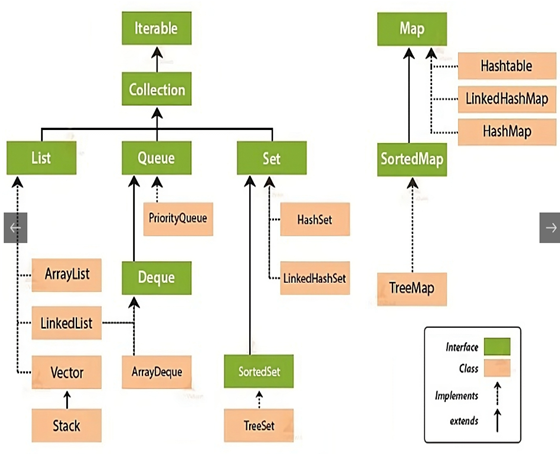 Iterable
Map
Hashtable
Collection
LinkedHashMap
HashMap
List
Queue
Set
SortedMap
PriorityQueue
HashSet
ArrayList
Deque
LinkedHashSet
TreeMap
LinkedList
Vector
ArrayDeque
SortedSet
Stack
TreeSet
Interface
Class
Implements
extends